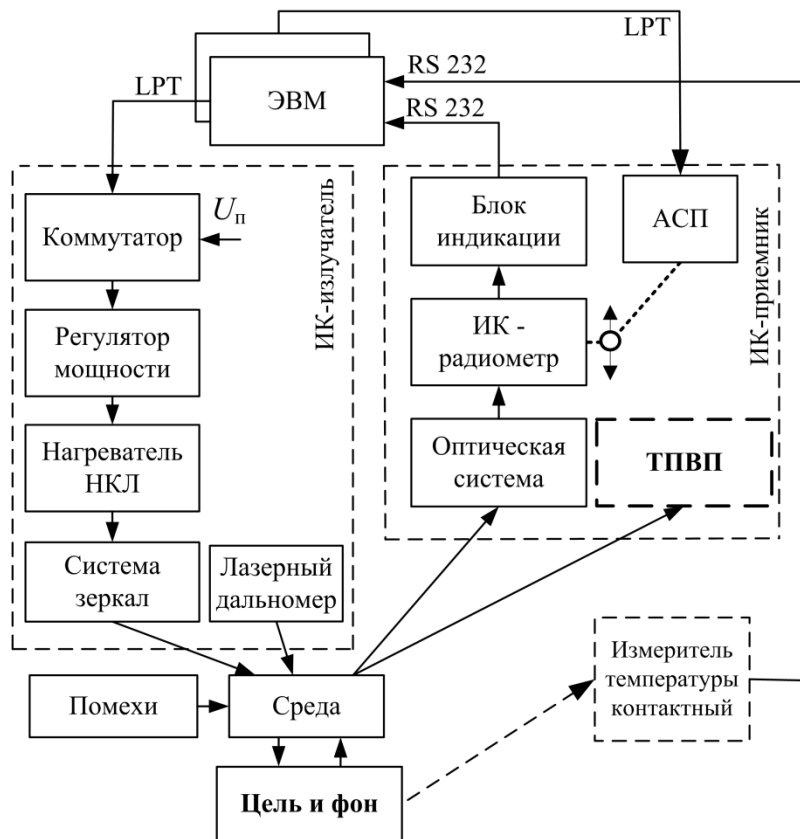 LPT
RS 232
LPT
ЭВМ
RS 232
Коммутатор
Uп
ИК-излучатель
Блок
индикации
АСП
ИК-приемник
Регулятор
мощности
ИК -
радиометр
Нагреватель
НКЛ
Оптическая
система
ТПВП
Система
зеркал
Лазерный
дальномер
Измеритель
температуры
контактный
Помехи
Среда
Цель и фон